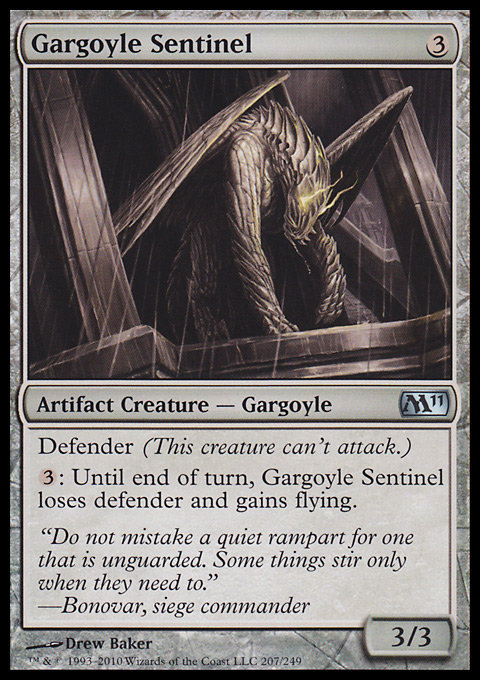 Gargoyle Sentinel 3
Artifact Creature — Gargoyle M11
Defender (This creature can't attack.)
3: Until end of turn, Gargoyle Sentinel
loses defender and gains flying.
"Do not mistake a quiet rampart for one
that is unguarded. Some things stir only
when they need to."
—Bonovar, siege commander
Drew Baker
3/3
™ & © 1993–2010 Wizards of the Coast LLC 207/249